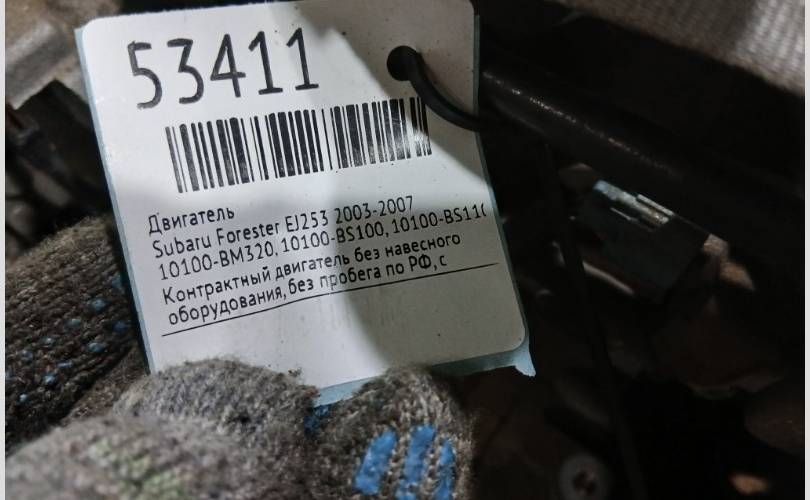 53411
Двигатель
Subaru Forester EJ253 2003-2007
10100-BM320, 10100-BS100, 10100-BS110
Контрактный двигатель без навесного
оборудования, без пробега по РФ, с